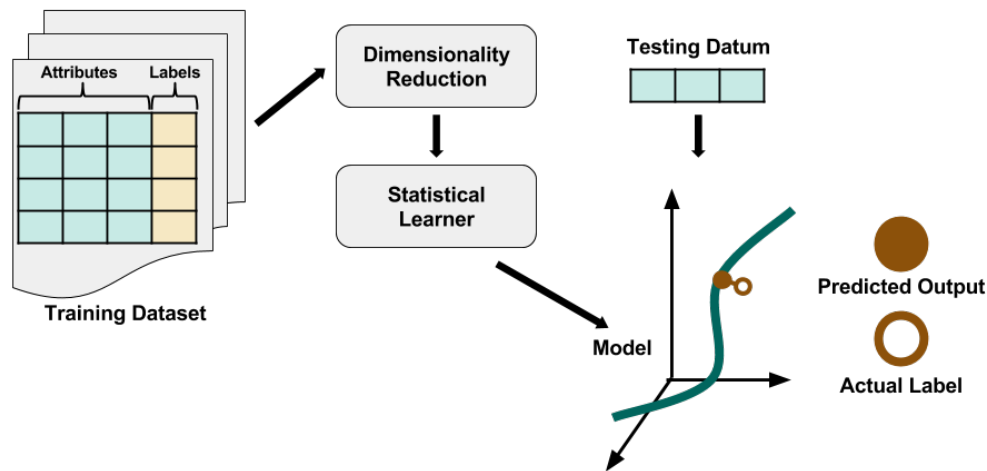 Attributes
Labels
Training Dataset
Dimensionality
Reduction
Statistical
Learner
Testing Datum
Model
Predicted Output
Actual Label